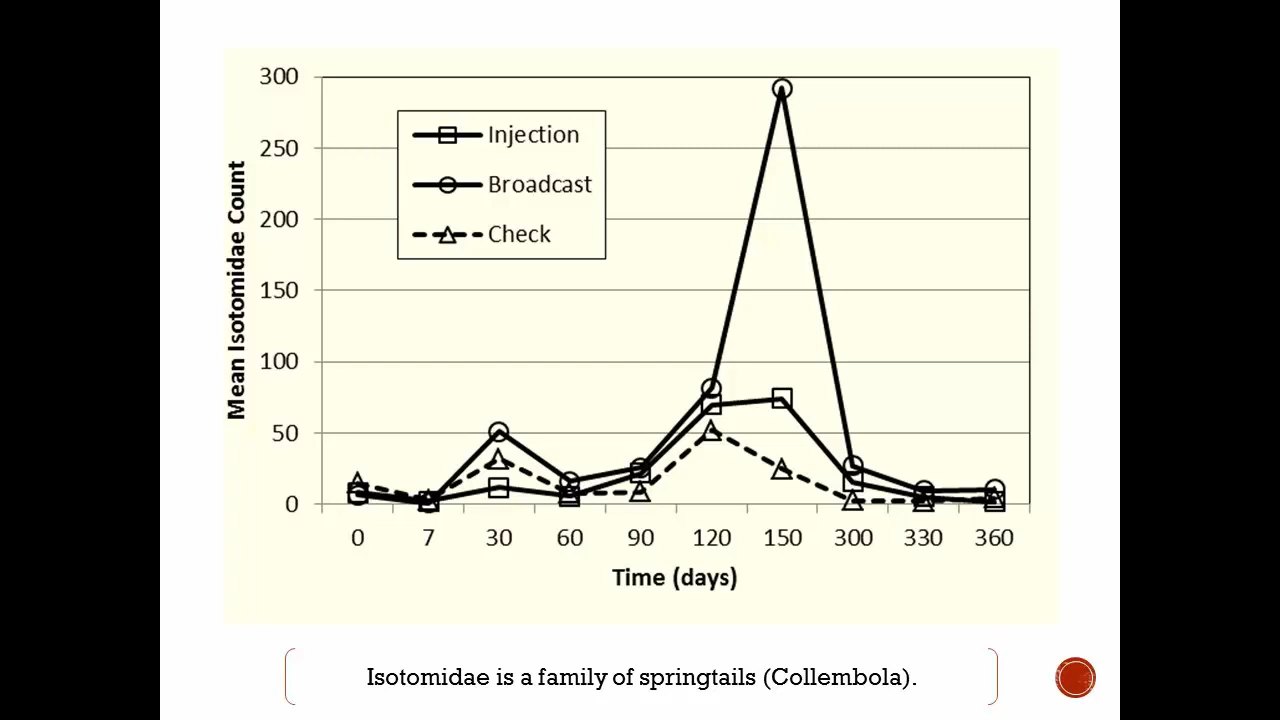 300
250
200
150
100
50
0
Mean Isotomidae Count
Injection
Broadcast
Check
0 7 30 60 90 120 150 300 330 360
Time (days)
Isotomidae is a family of springtails (Collembola).